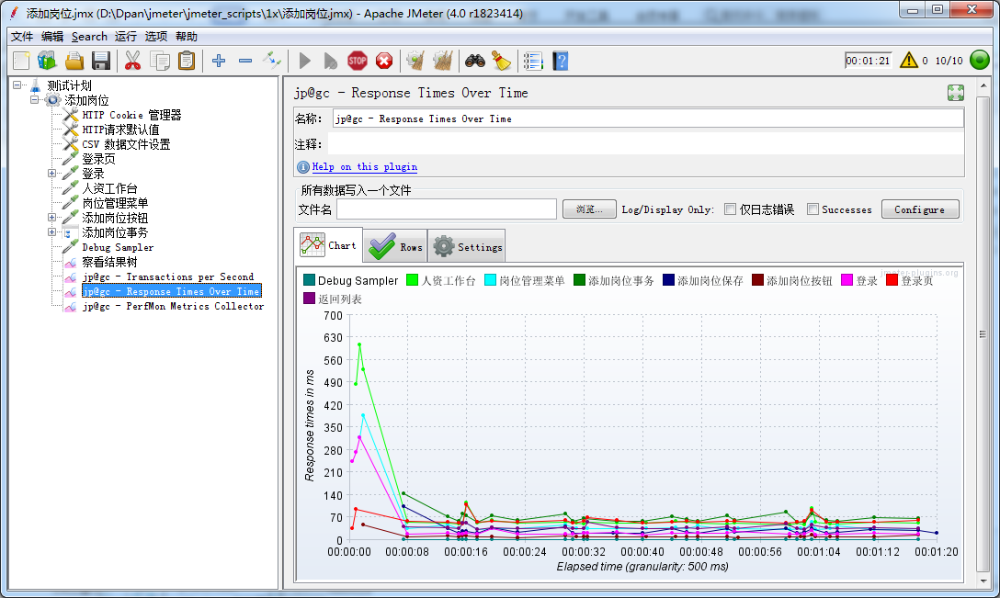 添加岗位.jmx (D:\Dpan\jmeter\jmeter_scripts\1x\添加岗位.jmx) - Apache JMeter (4.0 r1823414)
文件 编辑 Search 运行 选项 帮助
STOP 00:01:21 0 10/10
测试计划
添加岗位
HTTP Cookie 管理器
HTTP请求默认值
CSV 数据文件设置
登录页
登录
人资工作台
岗位管理菜单
添加岗位按钮
添加岗位事务
Debug Sampler
察看结果树
jp@gc - Transactions per Second
jp@gc - Response Times Over Time
jp@gc - PerfMon Metrics Collector
jp@gc - Response Times Over Time
名称: jp@gc - Response Times Over Time
注释:
Help on this plugin
所有数据写入一个文件
文件名 浏览... Log/Display Only: 仅日志错误 Successes Configure
Chart Rows Settings
jmeter-plugins.org
Debug Sampler 人资工作台 岗位管理菜单 添加岗位事务 添加岗位保存 添加岗位按钮 登录 登录页
返回列表
700
630
560
490
420
350
280
210
140
70
0
Response times in ms
00:00:00 00:00:08 00:00:16 00:00:24 00:00:32 00:00:40 00:00:48 00:00:56 00:01:04 00:01:12 00:01:20
Elapsed time (granularity: 500 ms)